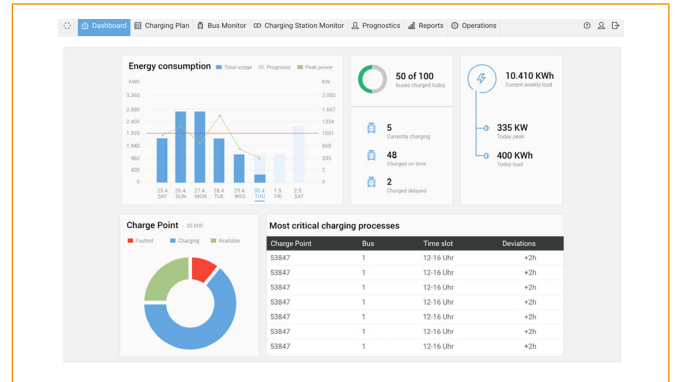 Dashboard Charging Plan Bus Monitor Charging Station Monitor Prognostics Reports Operations
Energy consumption Total usage Prognosis Peak power
KWh KW
3.360 2.000
2.880 1.667
2.400 1334
1.920 1001
1.440 668
960 335
400 2
0 0
25.4. 26.4. 27.4. 28.4. 29.4. 30.4. 1.5. 2.5.
SAT SUN MON TUE WED THU FRI SAT
50 of 100
buses charged today
5
Currently charging
48
Charged on time
2
Charged delayed
10.410 KWh
Current weekly load
335 KW
Today peak
400 KWh
Today load
Charge Point - 20.000
Faulted Charging Available
Most critical charging processes
Charge Point Bus Time slot Deviations
53847 1 12-16 Uhr +2h
53847 1 12-16 Uhr +2h
53847 1 12-16 Uhr +2h
53847 1 12-16 Uhr +2h
53847 1 12-16 Uhr +2h
53847 1 12-16 Uhr +2h
53847 1 12-16 Uhr +2h